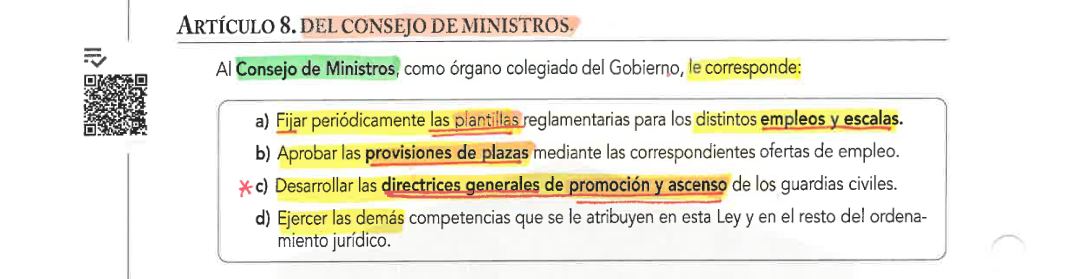 ARTÍCULO 8. DEL CONSEJO DE MINISTROS.
Al Consejo de Ministros, como órgano colegiado del Gobierno, le corresponde:
a) Fijar periódicamente las plantillas reglamentarias para los distintos empleos y escalas.
b) Aprobar las provisiones de plazas mediante las correspondientes ofertas de empleo.
* c) Desarrollar las directrices generales de promoción y ascenso de los guardias civiles.
d) Ejercer las demás competencias que se le atribuyen en esta Ley y en el resto del ordena-
miento jurídico.